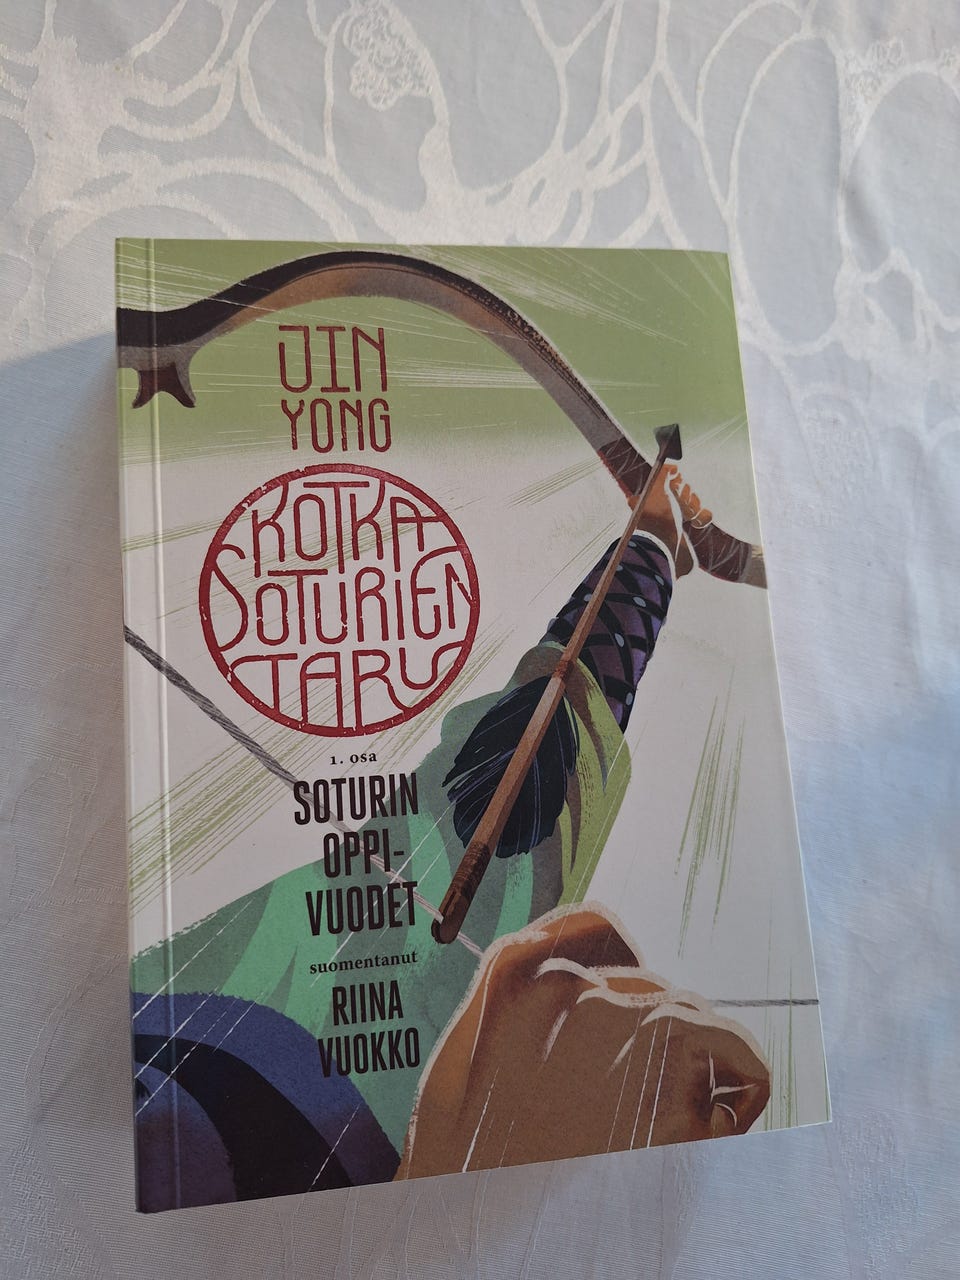 JIN
YONG
KOTKA
SOTURIEN
TARU
1. osa
SOTURIN
OPPI-
VUODET
suomentanut
RIINA
VUOKKO